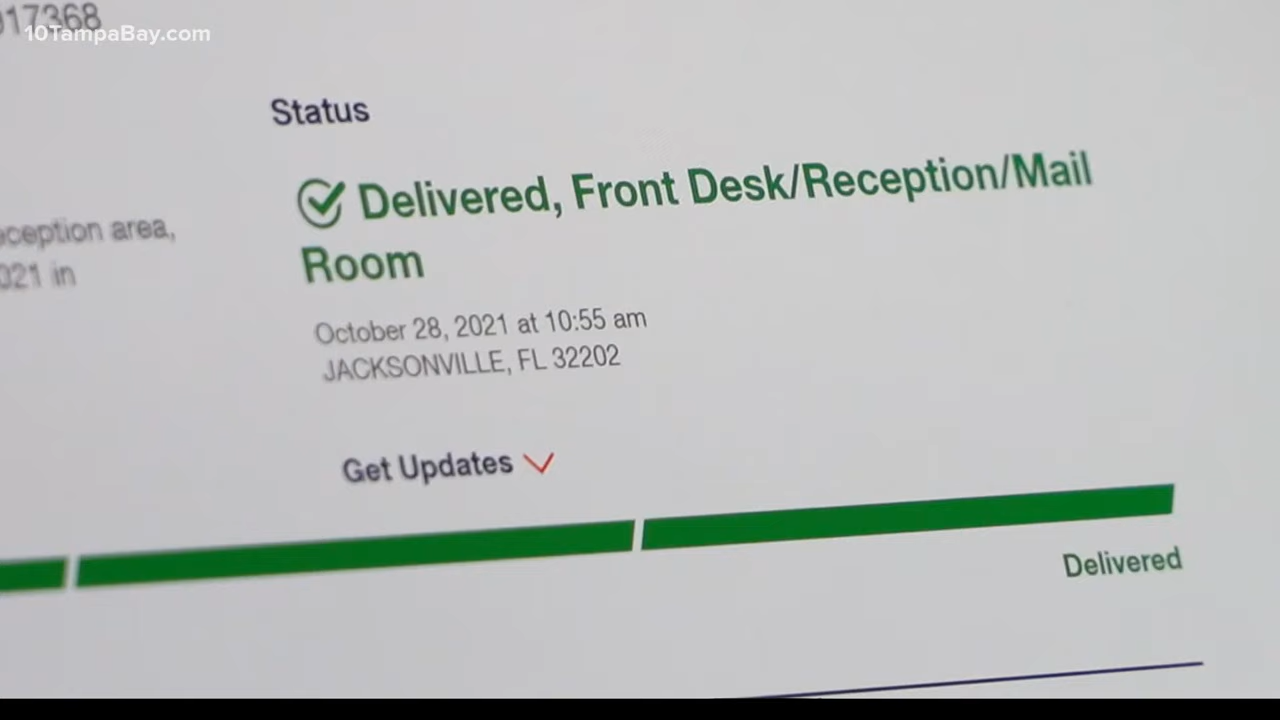 17368
10TampaBay.com
Status
Delivered, Front Desk/Reception/Mail
Room
eception area,
021 in
October 28, 2021 at 10:55 am
JACKSONVILLE, FL 32202
Get Updates
Delivered